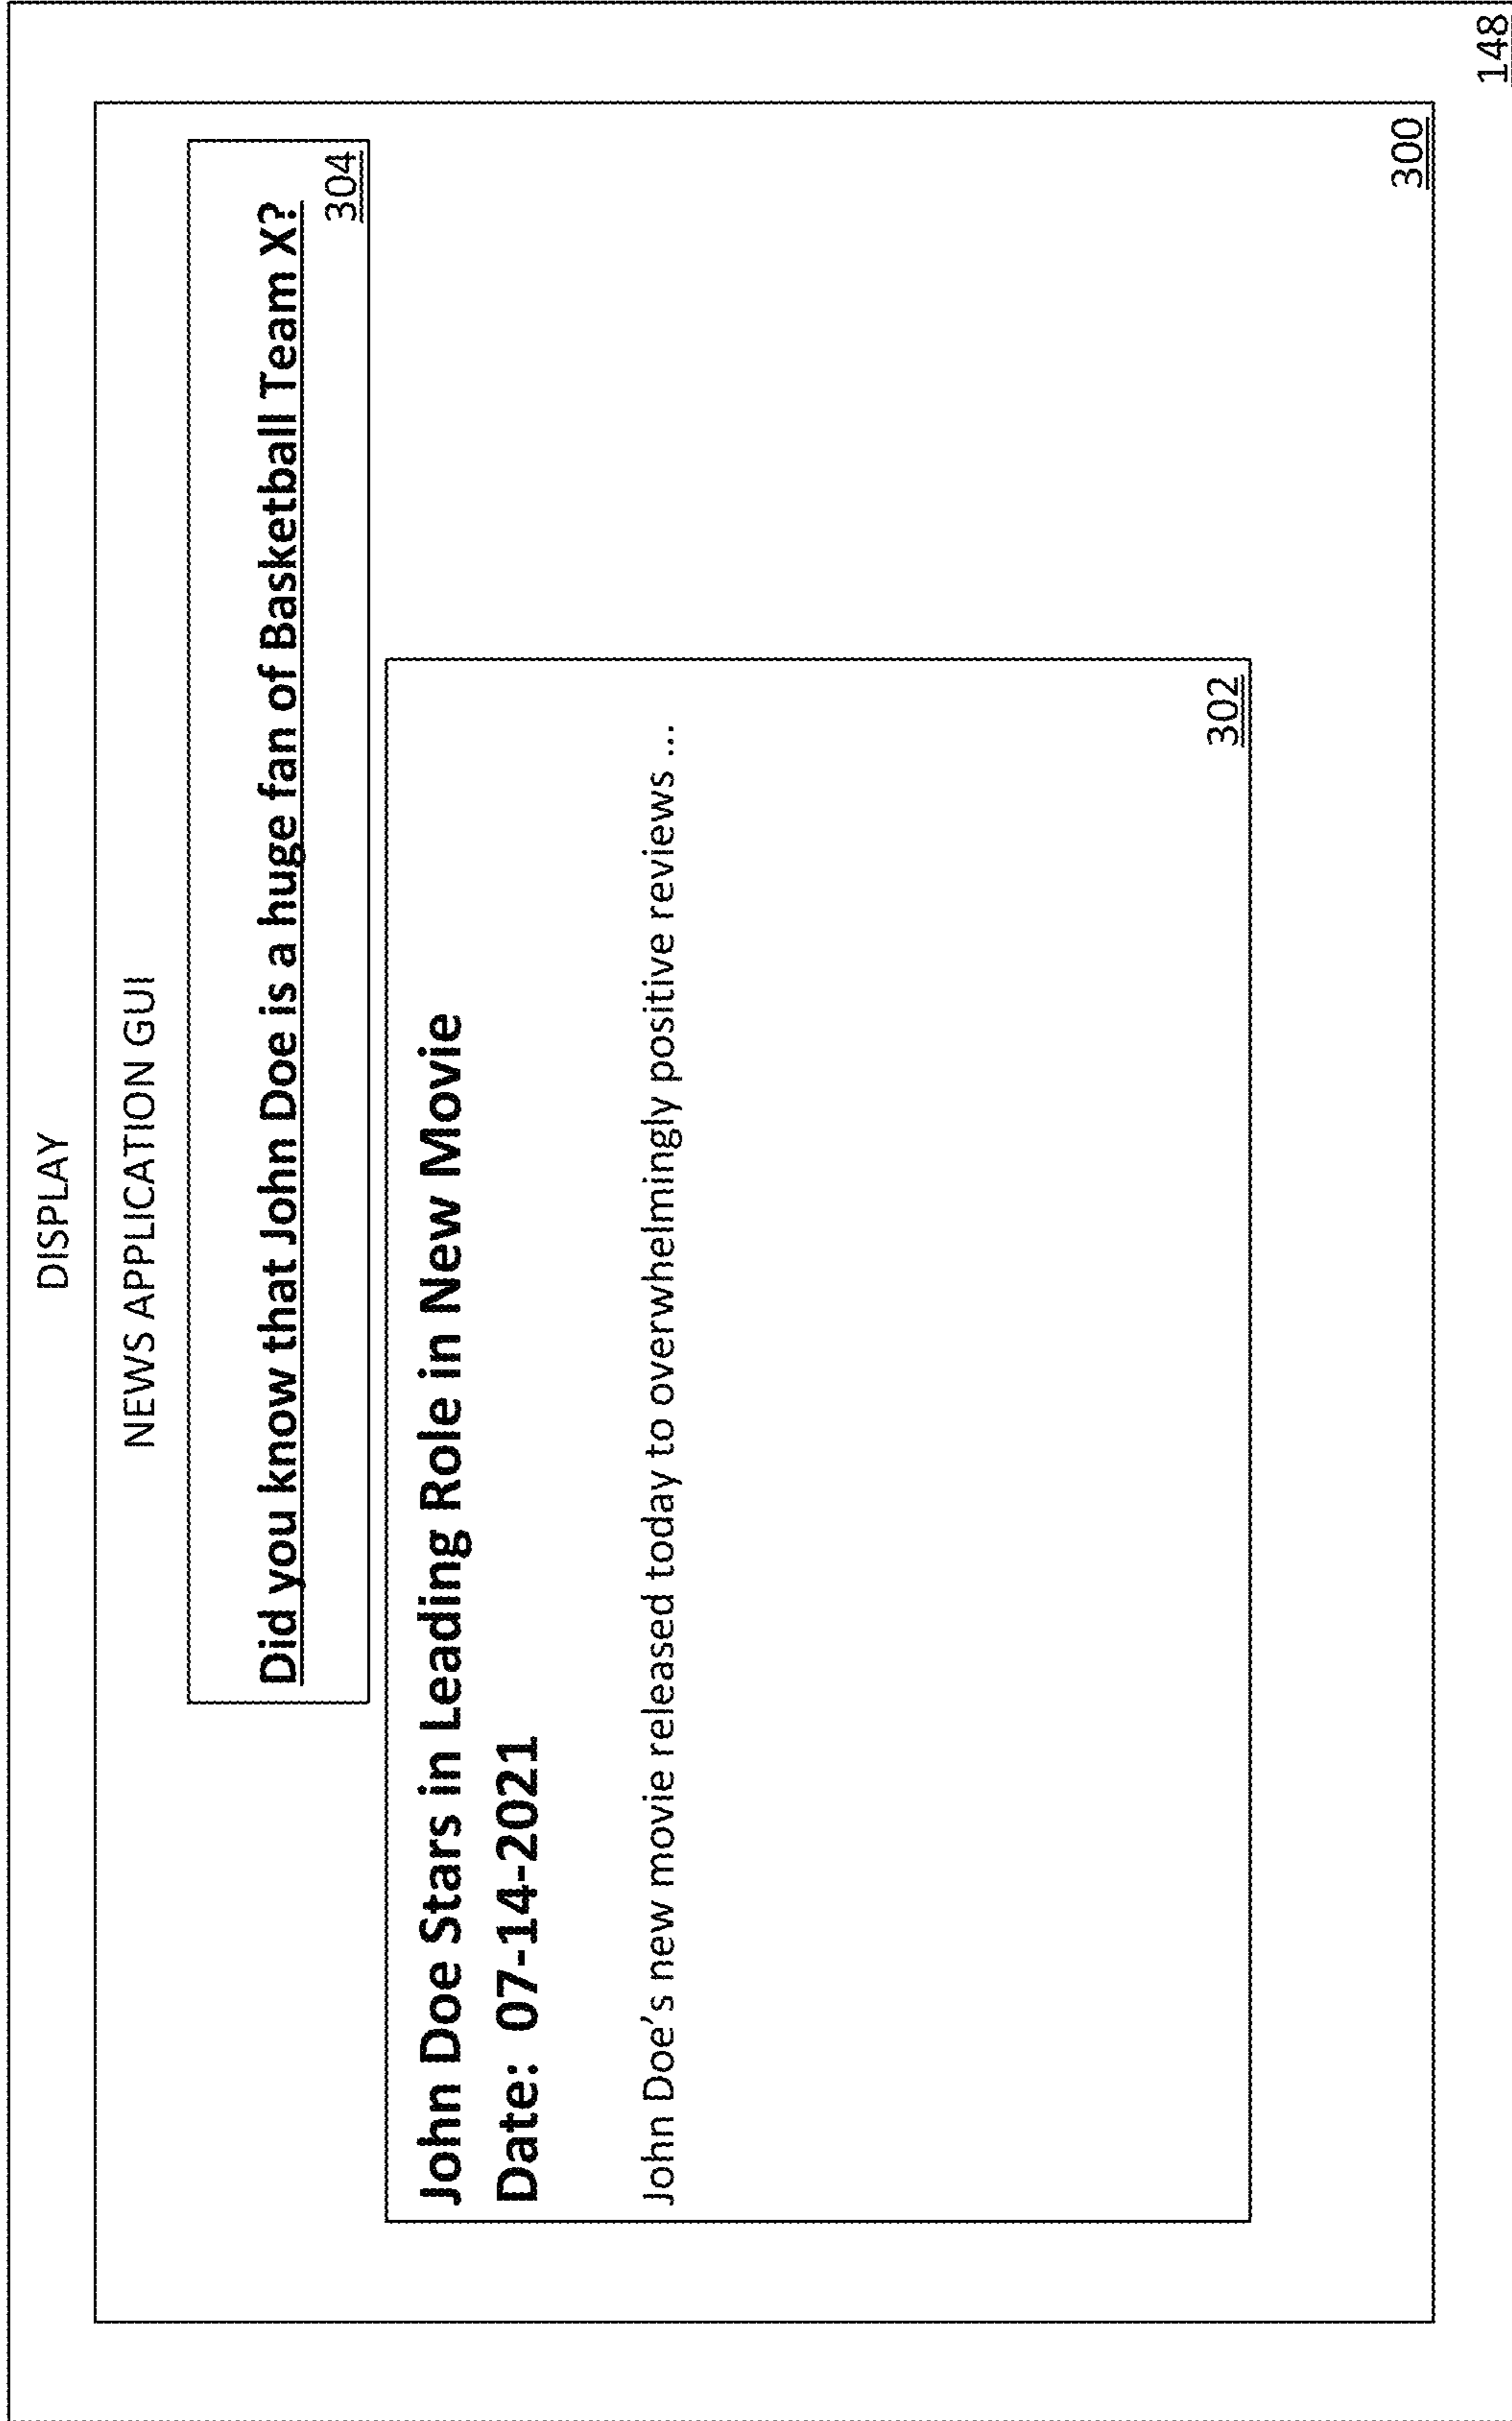 DISPLAY
NEWS APPLICATION GUI
Did you know that John Doe is a huge fan of Basketball Team X?
304
John Doe Stars in Leading Role in New Movie
Date: 07-14-2021
John Doe’s new movie released today to overwhelmingly positive reviews ...
302
300
148